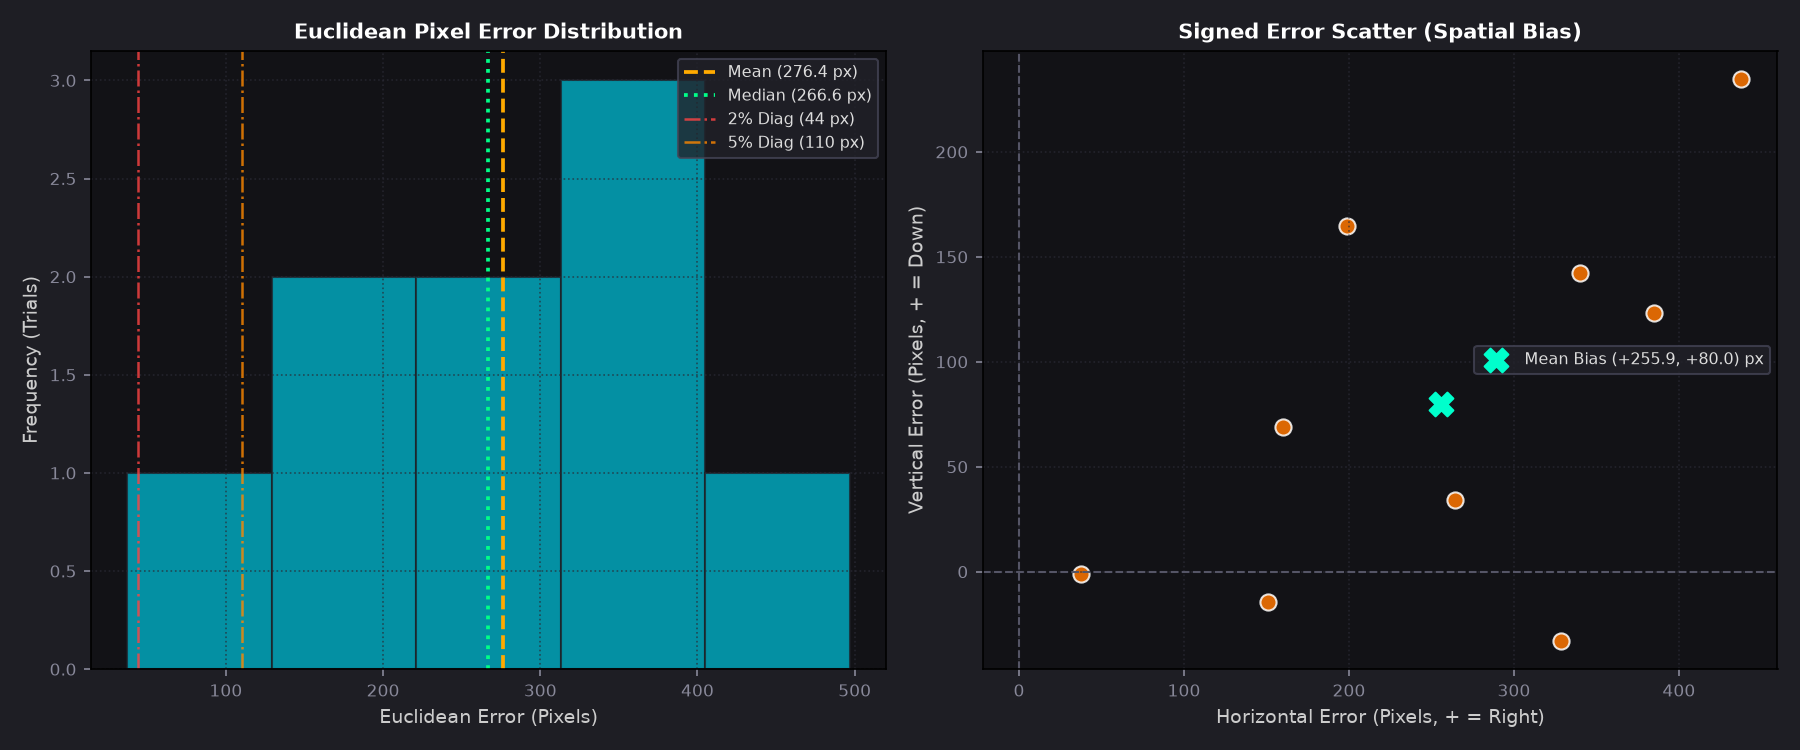 Euclidean Pixel Error Distribution
Mean (276.4 px)
Median (266.6 px)
2% Diag (44 px)
5% Diag (110 px)
Frequency (Trials)
3.0
2.5
2.0
1.5
1.0
0.5
0.0
100 200 300 400 500
Euclidean Error (Pixels)
Signed Error Scatter (Spatial Bias)
Vertical Error (Pixels, + = Down)
200
150
100
50
0
Mean Bias (+255.9, +80.0) px
0 100 200 300 400
Horizontal Error (Pixels, + = Right)